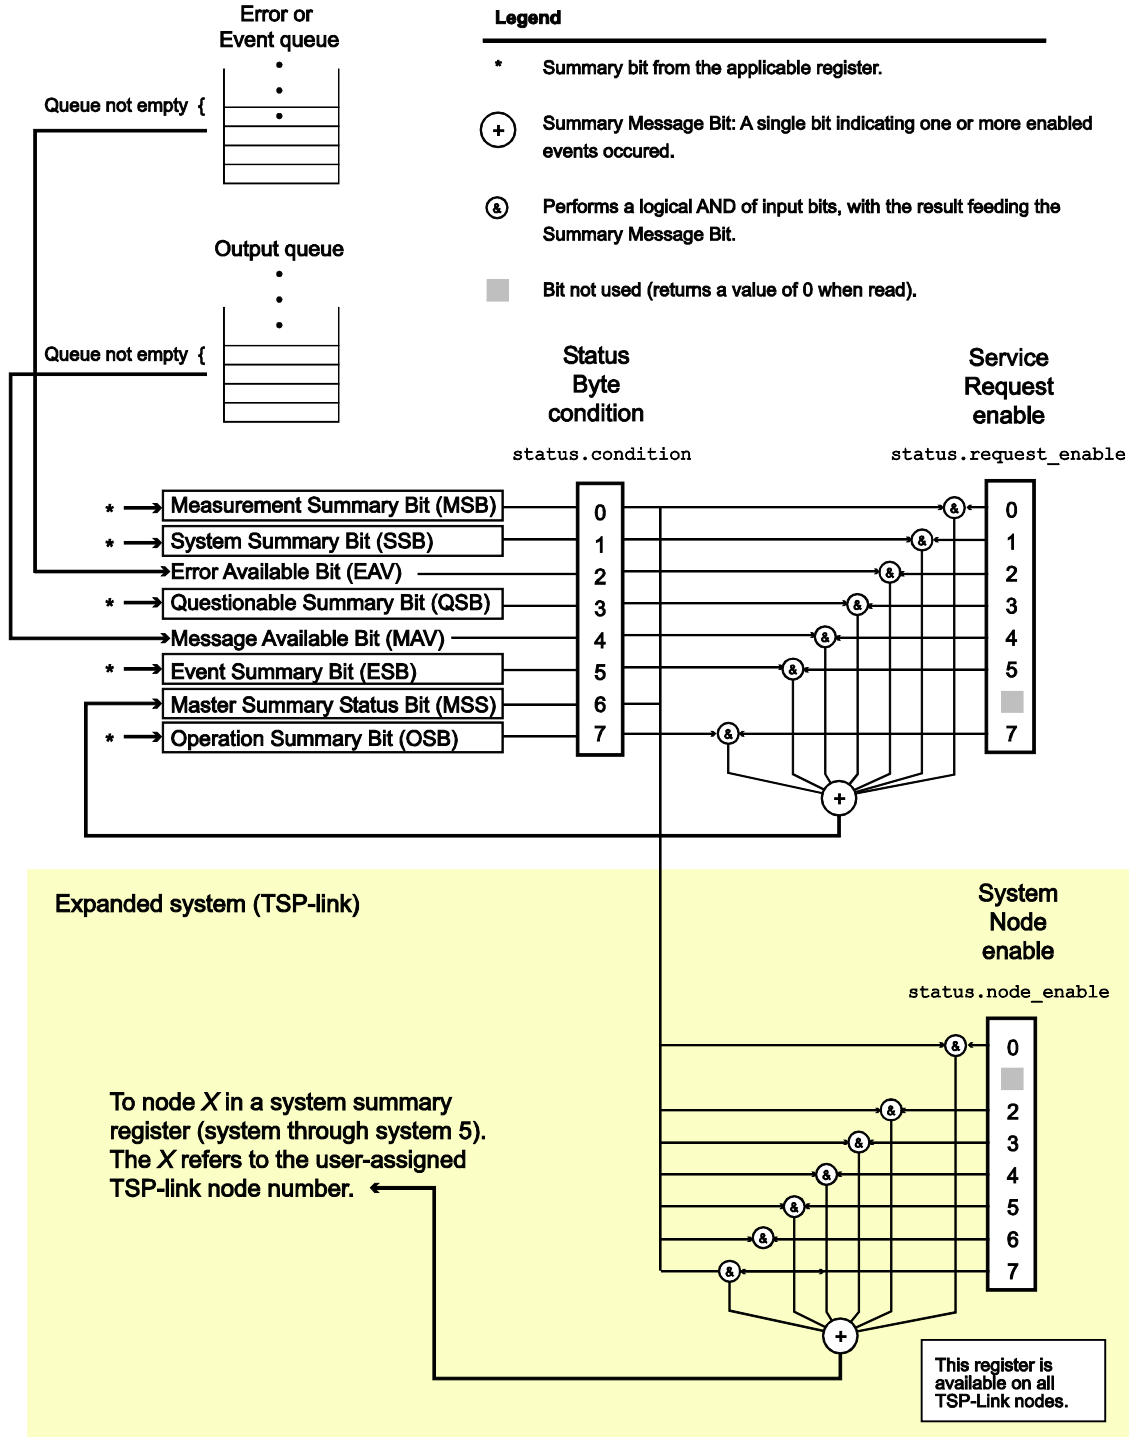 Error or
Event queue
Queue not empty {
Output queue
Queue not empty {
Legend
* Summary bit from the applicable register.
+ Summary Message Bit: A single bit indicating one or more enabled
events occured.
& Performs a logical AND of input bits, with the result feeding the
Summary Message Bit.
Bit not used (returns a value of 0 when read).
Status
Byte
condition
status.condition
Service
Request
enable
status.request_enable
* Measurement Summary Bit (MSB) 0 & 0
* System Summary Bit (SSB) 1 & 1
Error Available Bit (EAV) 2 & 2
* Questionable Summary Bit (QSB) 3 & 3
Message Available Bit (MAV) 4 & 4
* Event Summary Bit (ESB) 5 & 5
Master Summary Status Bit (MSS) 6
* Operation Summary Bit (OSB) 7 & 7
+
Expanded system (TSP-link)
System
Node
enable
status.node_enable
& 0
& 2
& 3
& 4
& 5
& 6
& 7
+
To node X in a system summary
register (system through system 5).
The X refers to the user-assigned
TSP-link node number.
This register is
available on all
TSP-Link nodes.